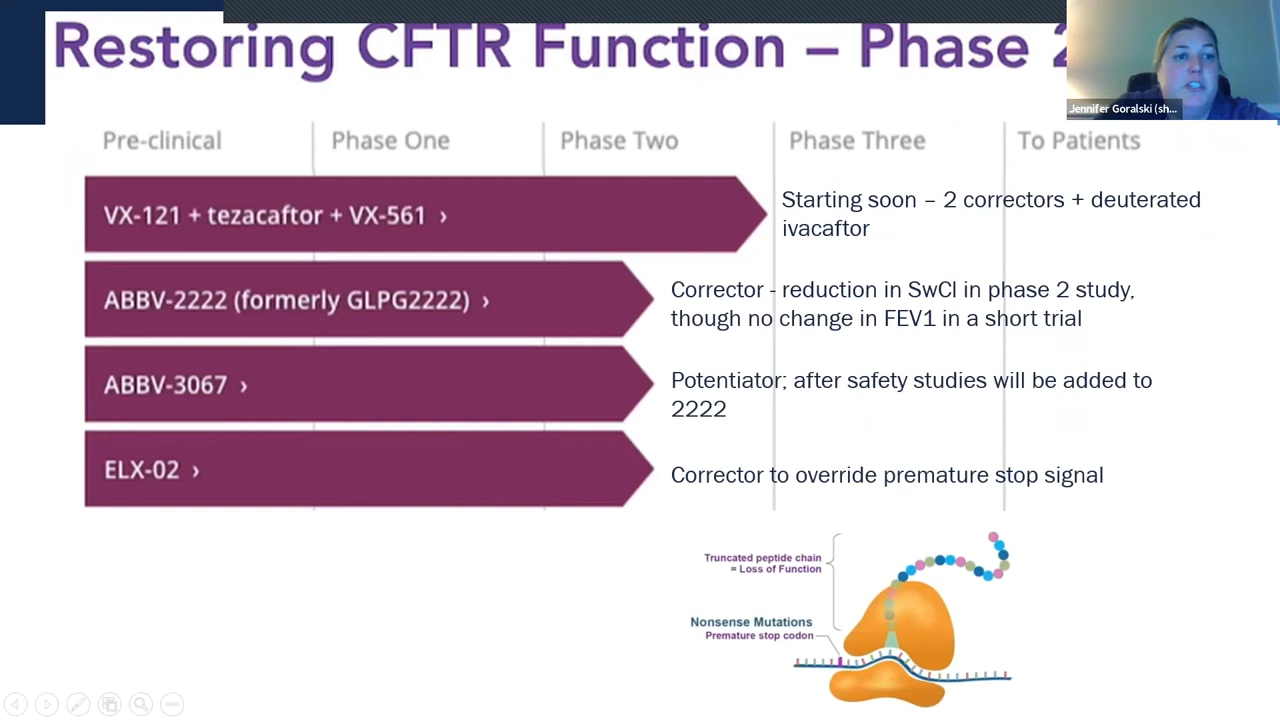 Restoring CFTR Function – Phase 2
Jennifer Goralski (sh...
Pre-clinical
Phase One
Phase Two
Phase Three
To Patients
VX-121 + tezacaftor + VX-561 ›
Starting soon – 2 correctors + deuterated
ivacaftor
ABBV-2222 (formerly GLPG2222) ›
Corrector - reduction in SwCl in phase 2 study,
though no change in FEV1 in a short trial
ABBV-3067 ›
Potentiator; after safety studies will be added to
2222
ELX-02 ›
Corrector to override premature stop signal
Truncated peptide chain
= Loss of Function
Nonsense Mutations
Premature stop codon